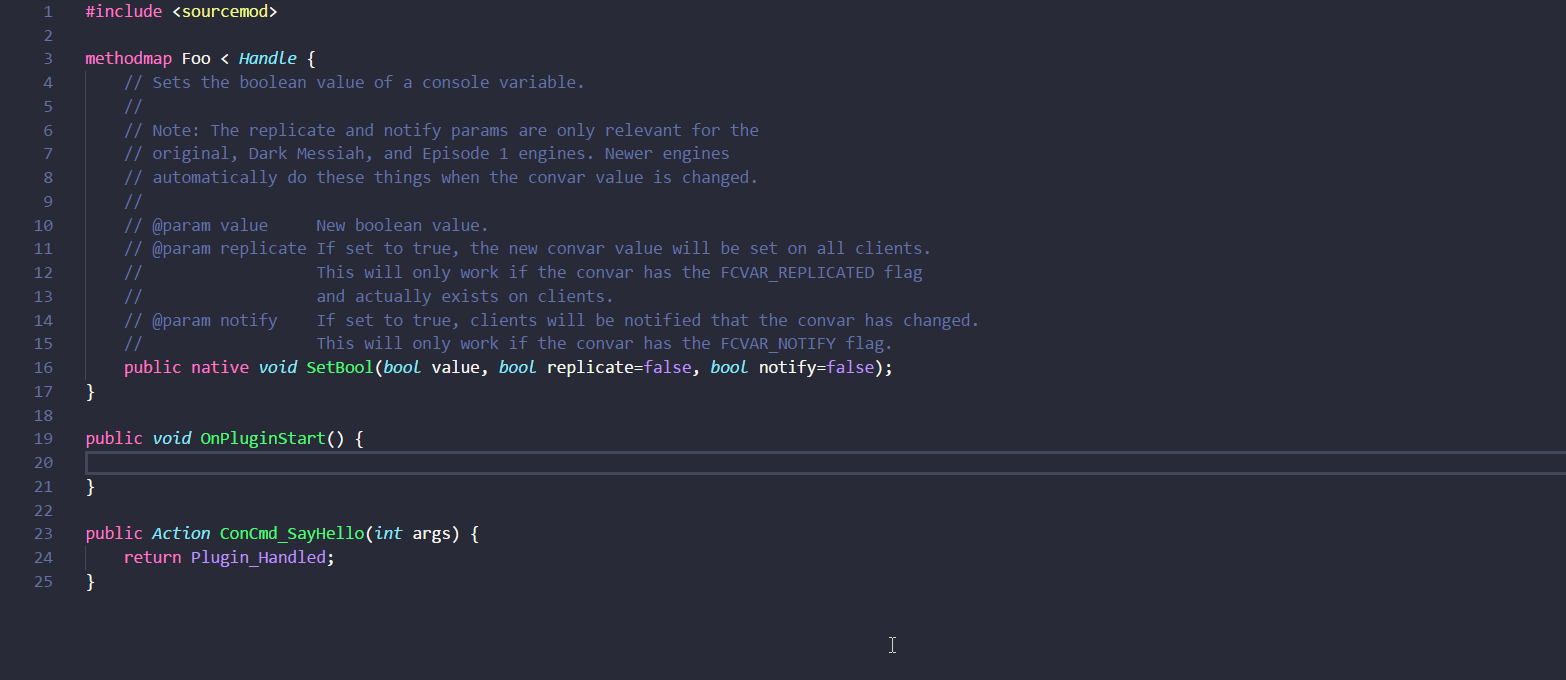 1 #include <sourcemod>
2
3 methodmap Foo < Handle {
4     // Sets the boolean value of a console variable.
5     //
6     // Note: The replicate and notify params are only relevant for the
7     // original, Dark Messiah, and Episode 1 engines. Newer engines
8     // automatically do these things when the convar value is changed.
9     //
10     // @param value     New boolean value.
11     // @param replicate If set to true, the new convar value will be set on all clients.
12     //                  This will only work if the convar has the FCVAR_REPLICATED flag
13     //                  and actually exists on clients.
14     // @param notify    If set to true, clients will be notified that the convar has changed.
15     //                  This will only work if the convar has the FCVAR_NOTIFY flag.
16     public native void SetBool(bool value, bool replicate=false, bool notify=false);
17 }
18
19 public void OnPluginStart() {
20
21 }
22
23 public Action ConCmd_SayHello(int args) {
24     return Plugin_Handled;
25 }